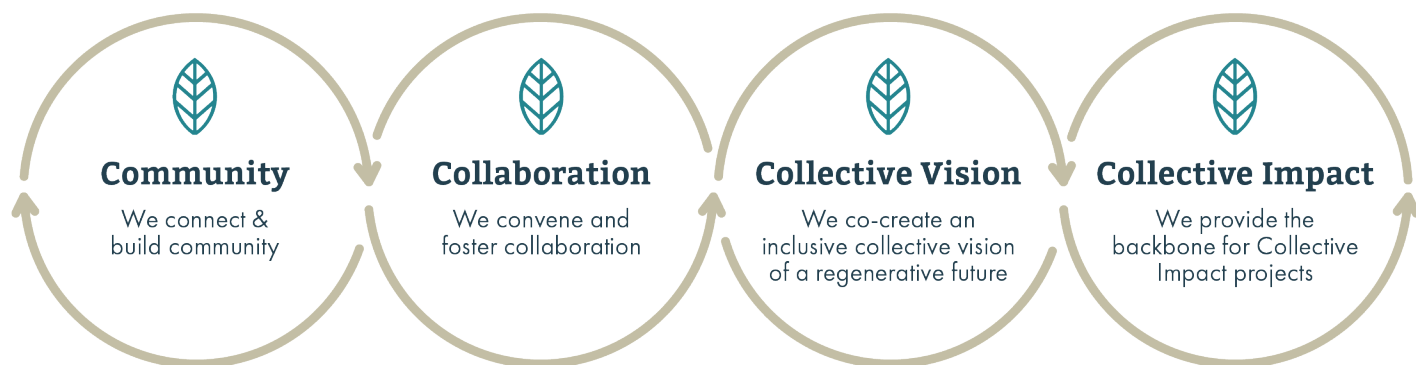 Community
We connect &
build community
Collaboration
We convene and
foster collaboration
Collective Vision
We co-create an
inclusive collective vision
of a regenerative future
Collective Impact
We provide the
backbone for Collective
Impact projects